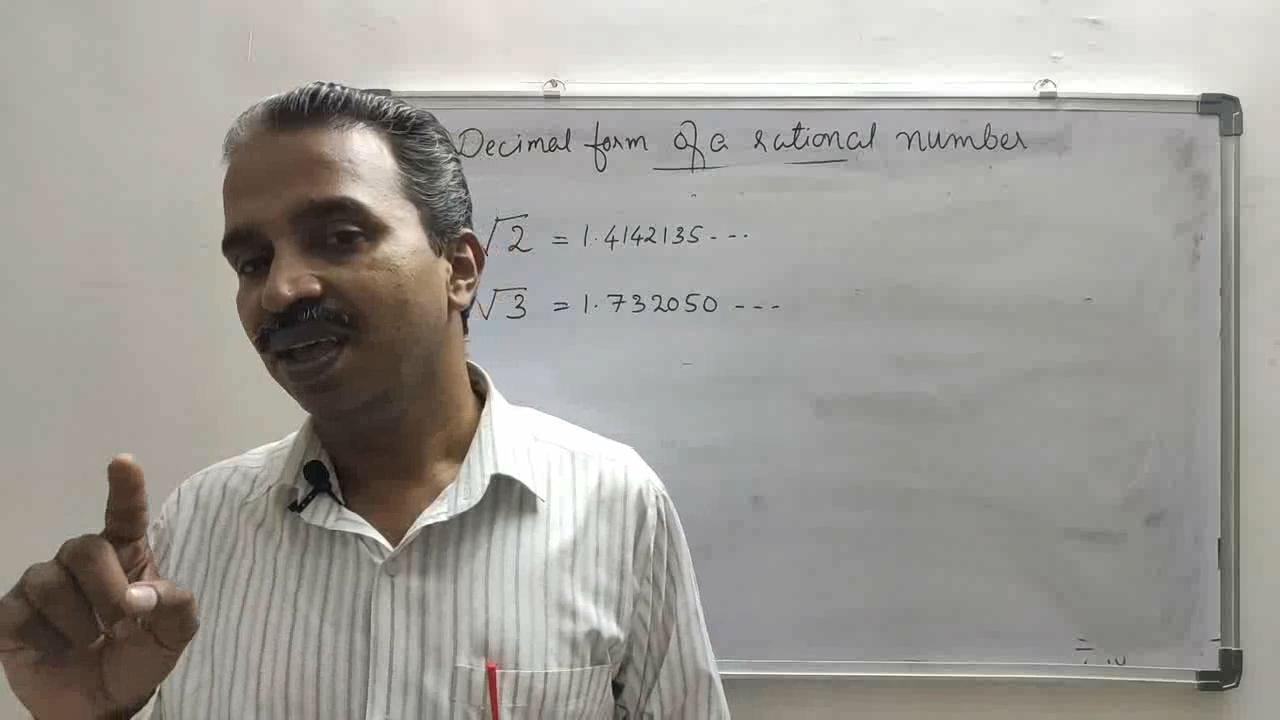 Decimal form of a rational number
√2 = 1.4142135---
√3 = 1.732050 ---